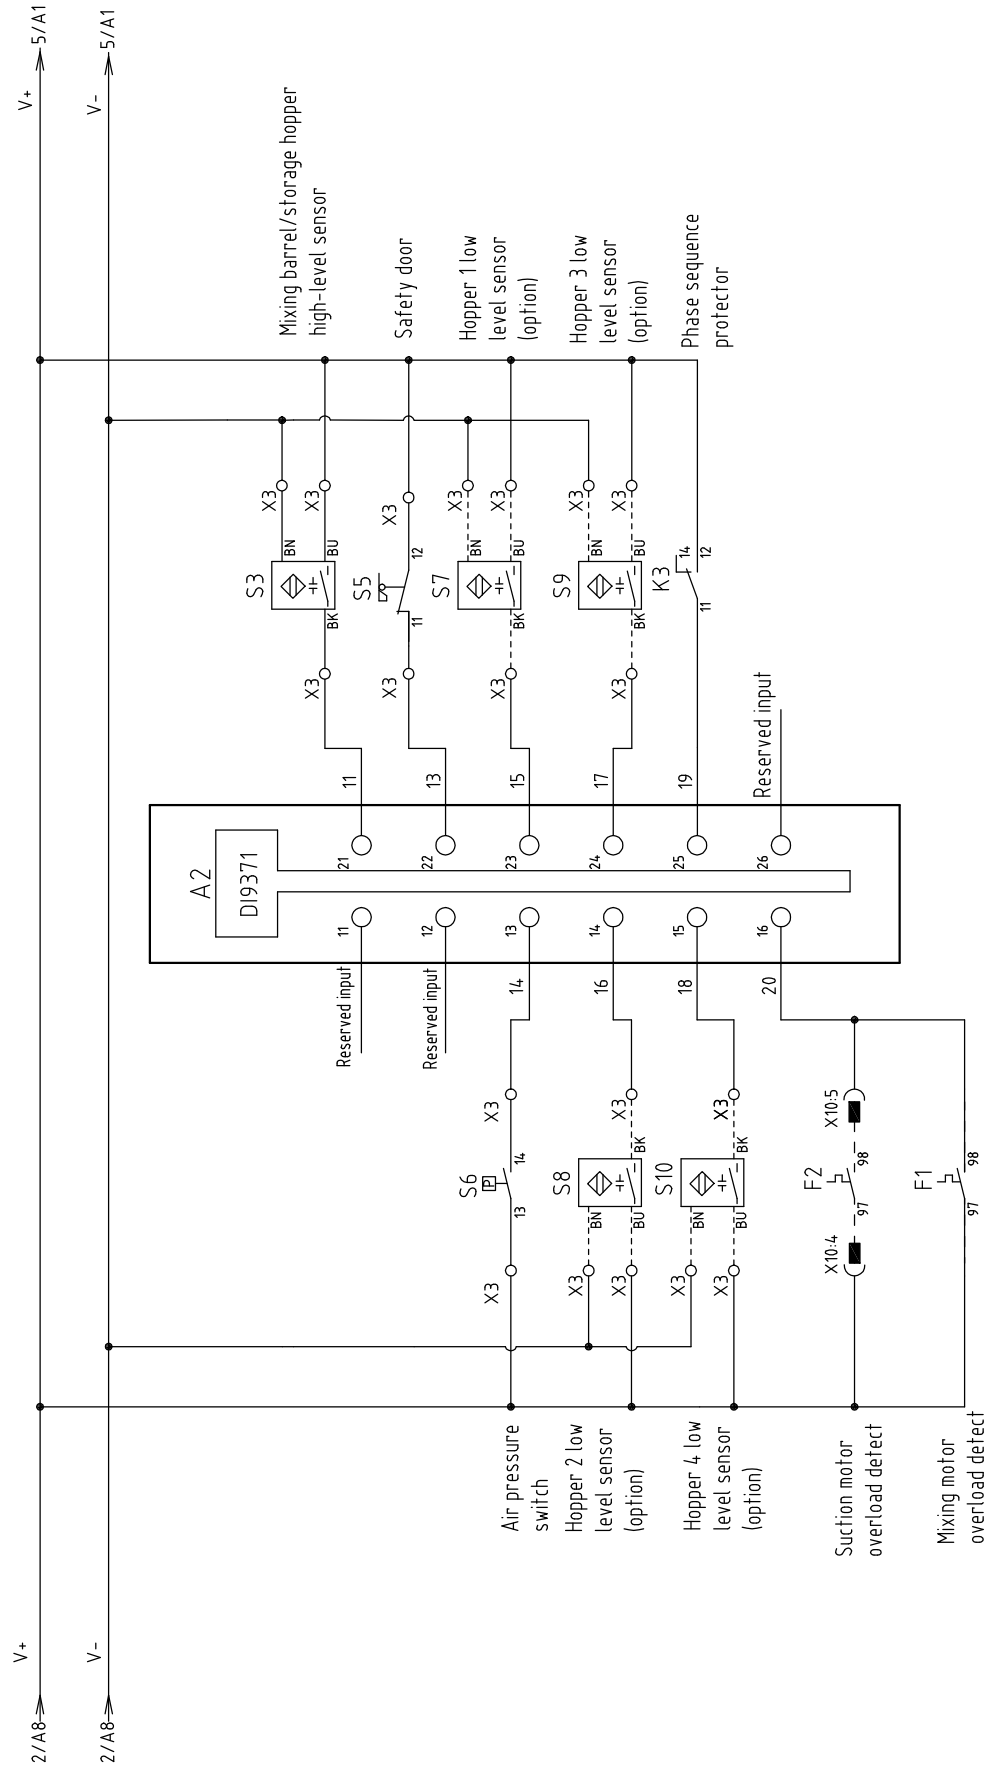 2/A8
V+
V+
5/A1
2/A8
V-
V-
5/A1
Mixing barrel/storage hopper
high-level sensor
Safety door
Hopper 1 low
level sensor
(option)
Hopper 3 low
level sensor
(option)
Phase sequence
protector
X3
X3
BN
BU
S3
BK
X3
X3
12
S5
11
X3
X3
X3
BN
BU
S7
BK
X3
X3
X3
BN
BU
S9
BK
X3
14
12
K3
11
11
13
15
17
19
Reserved input
A2
DI9371
21
22
23
24
25
26
11
12
13
14
15
16
Reserved input
Reserved input
14
16
18
20
X3
14
S6
P
13
X3
X3
BK
S8
BN
BU
X3
X3
X3
BK
S10
BN
BU
X3
X3
X10:5
98
F2
97
X10:4
98
F1
97
Air pressure
switch
Hopper 2 low
level sensor
(option)
Hopper 4 low
level sensor
(option)
Suction motor
overload detect
Mixing motor
overload detect